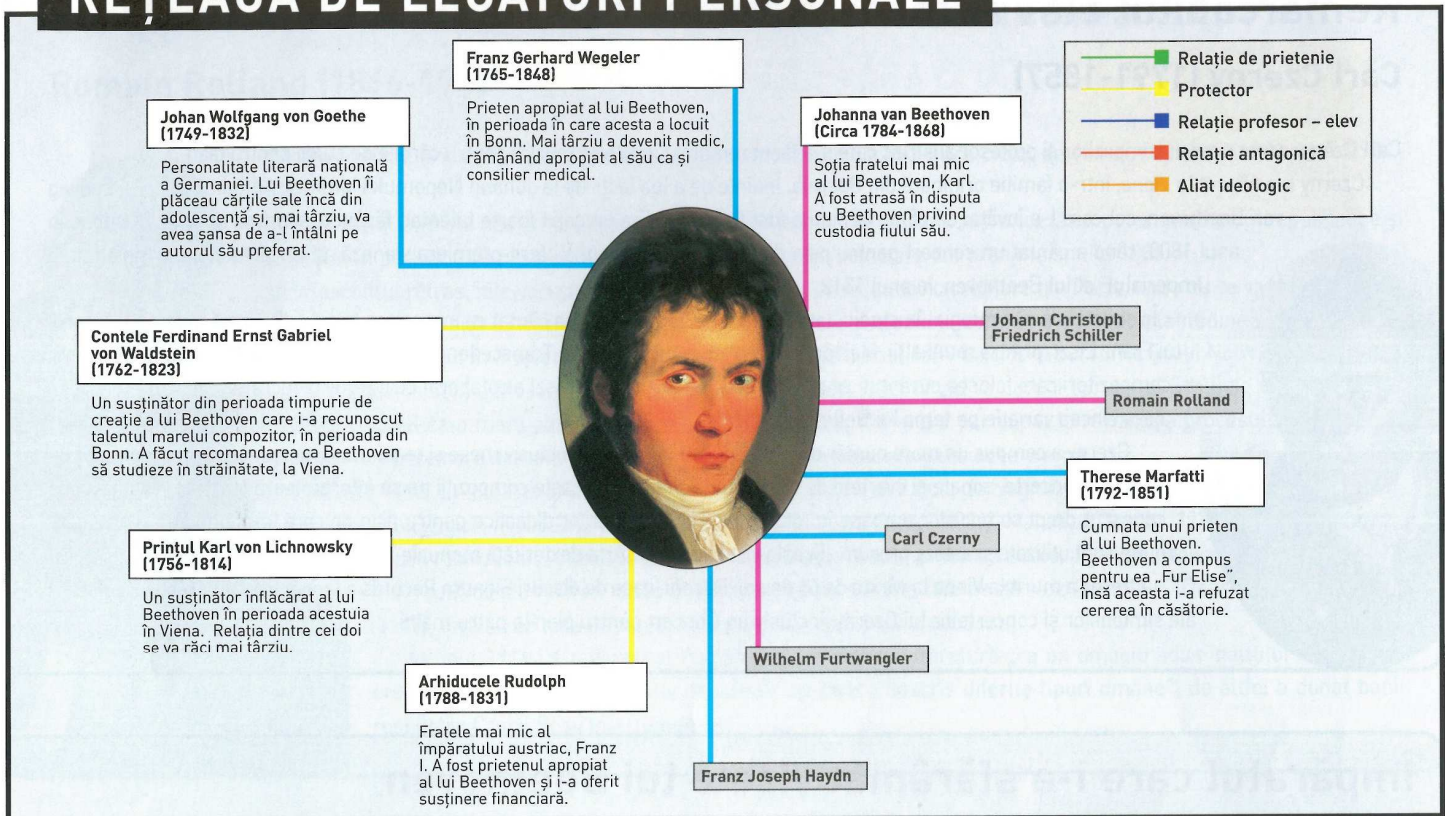 REȚEAUA DE LEGĂTURI PERSONALE
Franz Gerhard Wegeler
(1765-1848)
Prieten apropiat al lui Beethoven,
în perioada în care acesta a locuit
în Bonn. Mai târziu a devenit medic,
rămânând apropiat al său ca și
consilier medical.
Johan Wolfgang von Goethe
(1749-1832)
Personalitate literară națională
a Germaniei. Lui Beethoven îi
plăceau cărțile sale încă din
adolescență și, mai târziu, va
avea șansa de a-l întâlni pe
autorul său preferat.
Johanna van Beethoven
(Circa 1784-1868)
Soția fratelui mai mic
al lui Beethoven, Karl.
A fost atrasă în disputa
cu Beethoven privind
custodia fiului său.
Relație de prietenie
Protector
Relație profesor – elev
Relație antagonică
Aliat ideologic
Contele Ferdinand Ernst Gabriel
von Waldstein
(1762-1823)
Un susținător din perioada timpurie de
creație a lui Beethoven care i-a recunoscut
talentul marelui compozitor, în perioada din
Bonn. A făcut recomandarea ca Beethoven
să studieze în străinătate, la Viena.
Johann Christoph
Friedrich Schiller
Romain Rolland
Therese Marfatti
(1792-1851)
Cumnata unui prieten
al lui Beethoven.
Beethoven a compus
pentru ea „Fur Elise”,
însă aceasta i-a refuzat
cererea în căsătorie.
Prințul Karl von Lichnowsky
(1756-1814)
Un susținător înflăcărat al lui
Beethoven în perioada acestuia
în Viena. Relația dintre cei doi
se va răci mai târziu.
Carl Czerny
Wilhelm Furtwangler
Arhiducele Rudolph
(1788-1831)
Fratele mai mic al
împăratului austriac, Franz
I. A fost prietenul apropiat
al lui Beethoven și i-a oferit
susținere financiară.
Franz Joseph Haydn